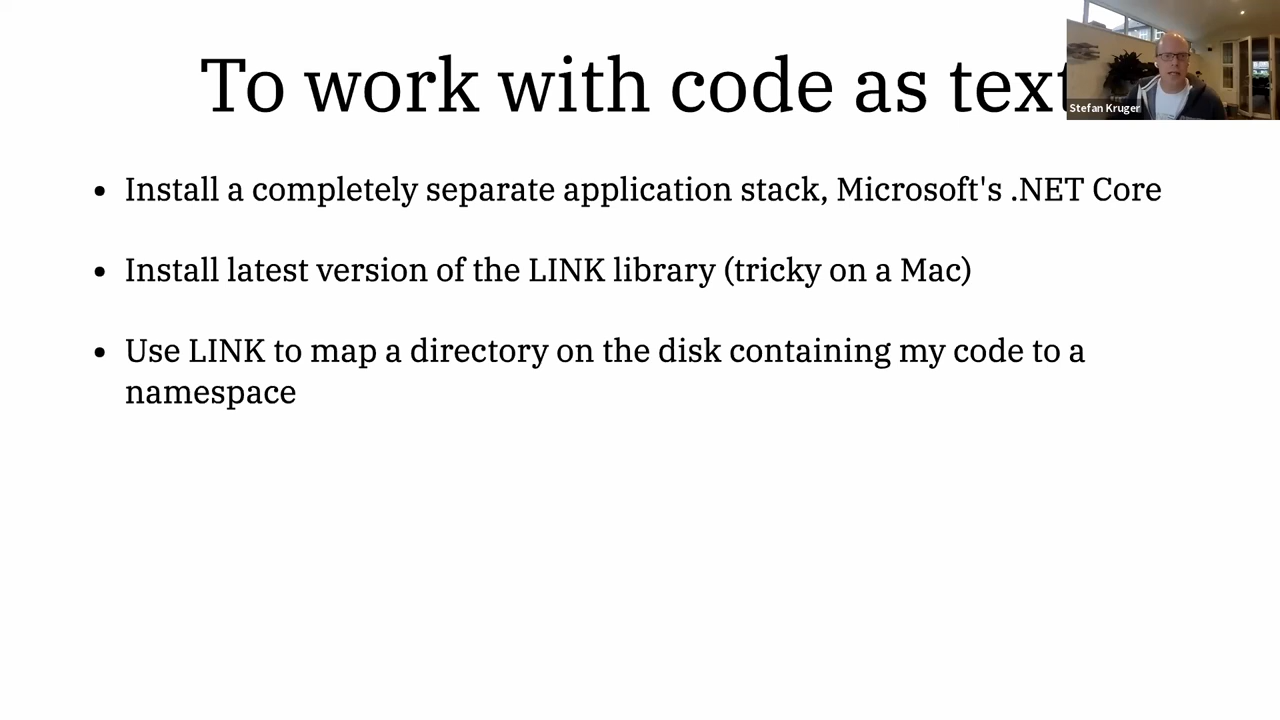 To work with code as text
Stefan Kruger
• Install a completely separate application stack, Microsoft's .NET Core
• Install latest version of the LINK library (tricky on a Mac)
• Use LINK to map a directory on the disk containing my code to a
namespace